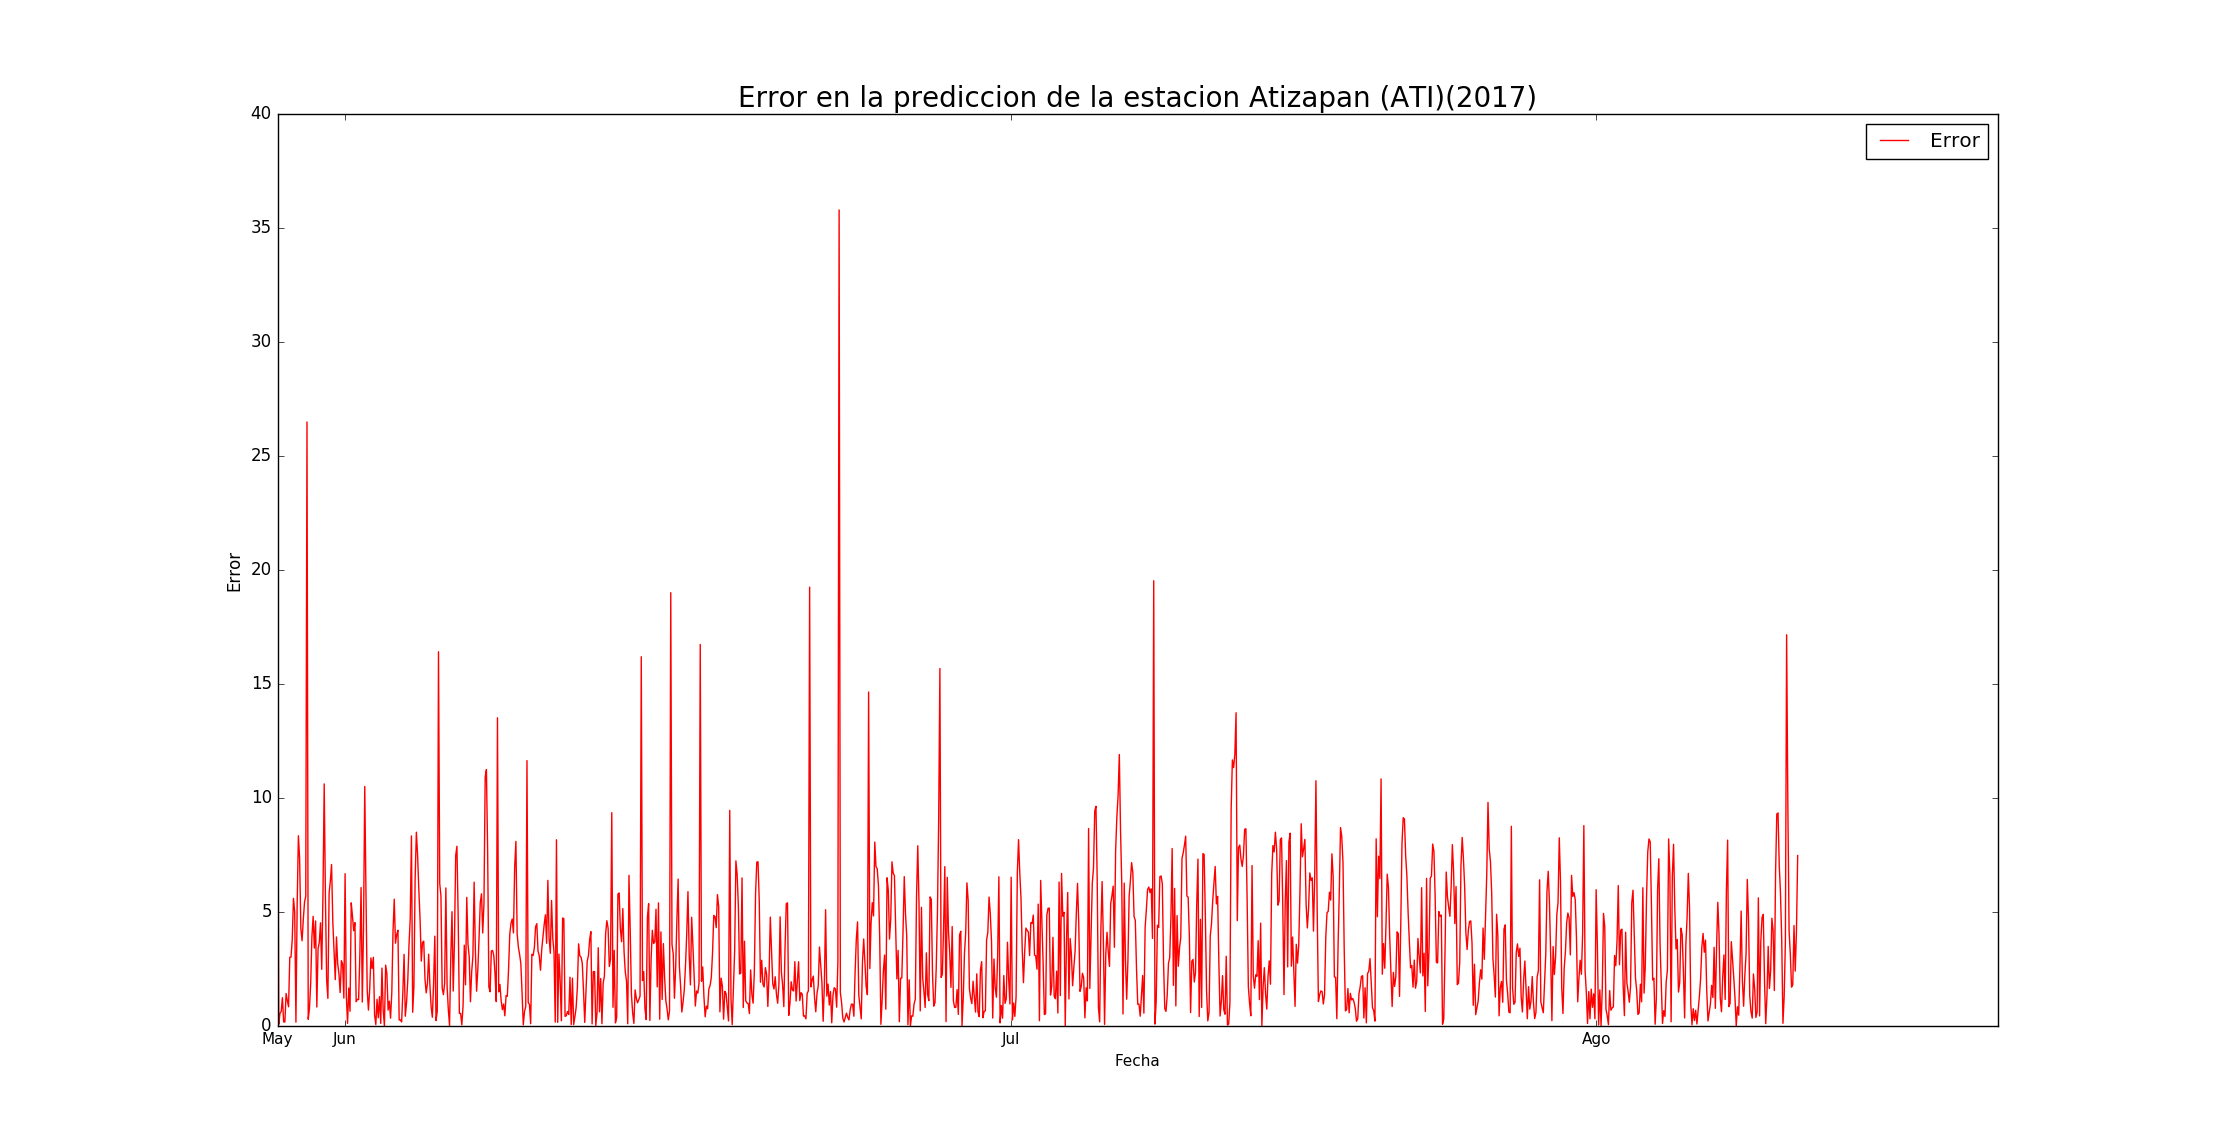 Error en la prediccion de la estacion Atizapan (ATI)(2017)
Error
40
35
30
25
20
15
10
5
0
Error
May
Jun
Jul
Ago
Fecha